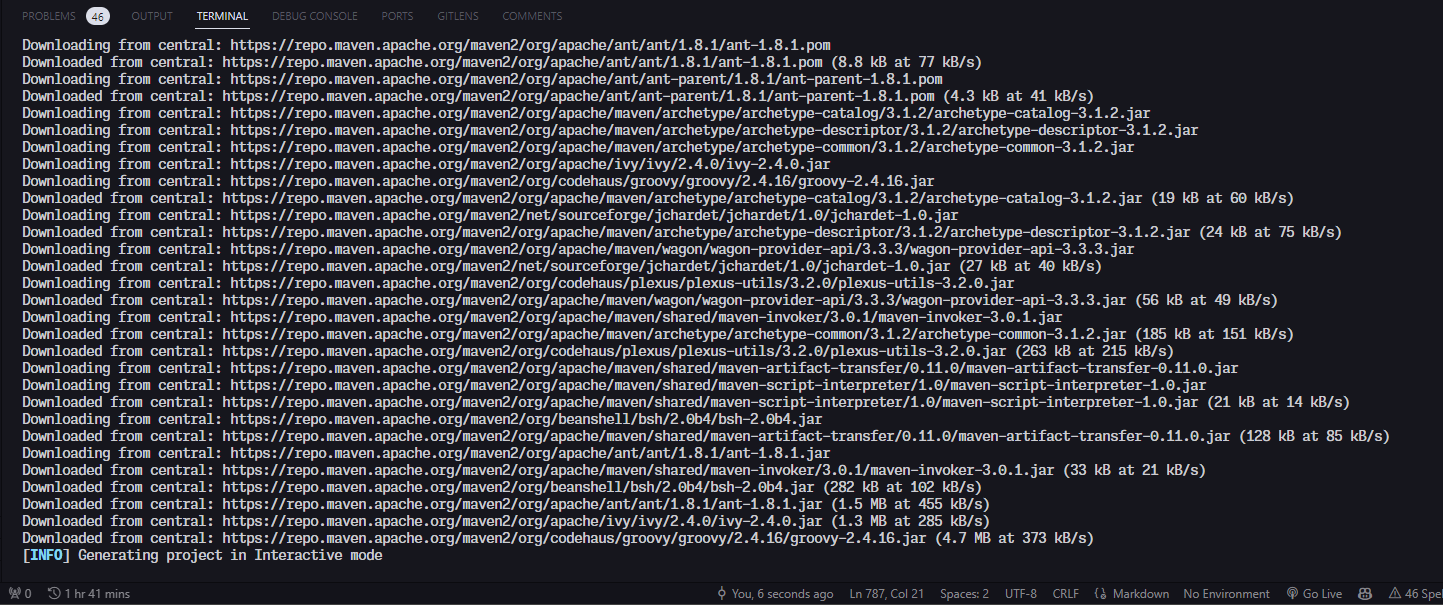 PROBLEMS 46 OUTPUT TERMINAL DEBUG CONSOLE PORTS GITLENS COMMENTS
Downloading from central: https://repo.maven.apache.org/maven2/org/apache/ant/ant/1.8.1/ant-1.8.1.pom
Downloaded from central: https://repo.maven.apache.org/maven2/org/apache/ant/ant/1.8.1/ant-1.8.1.pom (8.8 kB at 77 kB/s)
Downloading from central: https://repo.maven.apache.org/maven2/org/apache/ant/ant-parent/1.8.1/ant-parent-1.8.1.pom
Downloaded from central: https://repo.maven.apache.org/maven2/org/apache/ant/ant-parent/1.8.1/ant-parent-1.8.1.pom (4.3 kB at 41 kB/s)
Downloading from central: https://repo.maven.apache.org/maven2/org/apache/maven/archetype/archetype-catalog/3.1.2/archetype-catalog-3.1.2.jar
Downloading from central: https://repo.maven.apache.org/maven2/org/apache/maven/archetype/archetype-descriptor/3.1.2/archetype-descriptor-3.1.2.jar
Downloading from central: https://repo.maven.apache.org/maven2/org/apache/maven/archetype/archetype-common/3.1.2/archetype-common-3.1.2.jar
Downloading from central: https://repo.maven.apache.org/maven2/org/apache/ivy/ivy/2.4.0/ivy-2.4.0.jar
Downloading from central: https://repo.maven.apache.org/maven2/org/codehaus/groovy/groovy/2.4.16/groovy-2.4.16.jar
Downloaded from central: https://repo.maven.apache.org/maven2/org/apache/maven/archetype/archetype-catalog/3.1.2/archetype-catalog-3.1.2.jar (19 kB at 60 kB/s)
Downloading from central: https://repo.maven.apache.org/maven2/net/sourceforge/jchardet/jchardet/1.0/jchardet-1.0.jar
Downloaded from central: https://repo.maven.apache.org/maven2/org/apache/maven/archetype/archetype-descriptor/3.1.2/archetype-descriptor-3.1.2.jar (24 kB at 75 kB/s)
Downloading from central: https://repo.maven.apache.org/maven2/org/apache/maven/wagon/wagon-provider-api/3.3.3/wagon-provider-api-3.3.3.jar
Downloaded from central: https://repo.maven.apache.org/maven2/net/sourceforge/jchardet/jchardet/1.0/jchardet-1.0.jar (27 kB at 40 kB/s)
Downloading from central: https://repo.maven.apache.org/maven2/org/codehaus/plexus/plexus-utils/3.2.0/plexus-utils-3.2.0.jar
Downloaded from central: https://repo.maven.apache.org/maven2/org/apache/maven/wagon/wagon-provider-api/3.3.3/wagon-provider-api-3.3.3.jar (56 kB at 49 kB/s)
Downloading from central: https://repo.maven.apache.org/maven2/org/apache/maven/shared/maven-invoker/3.0.1/maven-invoker-3.0.1.jar
Downloaded from central: https://repo.maven.apache.org/maven2/org/apache/maven/archetype/archetype-common/3.1.2/archetype-common-3.1.2.jar (185 kB at 151 kB/s)
Downloaded from central: https://repo.maven.apache.org/maven2/org/codehaus/plexus/plexus-utils/3.2.0/plexus-utils-3.2.0.jar (263 kB at 215 kB/s)
Downloading from central: https://repo.maven.apache.org/maven2/org/apache/maven/shared/maven-artifact-transfer/0.11.0/maven-artifact-transfer-0.11.0.jar
Downloading from central: https://repo.maven.apache.org/maven2/org/apache/maven/shared/maven-script-interpreter/1.0/maven-script-interpreter-1.0.jar
Downloaded from central: https://repo.maven.apache.org/maven2/org/apache/maven/shared/maven-script-interpreter/1.0/maven-script-interpreter-1.0.jar (21 kB at 14 kB/s)
Downloading from central: https://repo.maven.apache.org/maven2/org/beanshell/bsh/2.0b4/bsh-2.0b4.jar
Downloaded from central: https://repo.maven.apache.org/maven2/org/apache/maven/shared/maven-artifact-transfer/0.11.0/maven-artifact-transfer-0.11.0.jar (128 kB at 85 kB/s)
Downloading from central: https://repo.maven.apache.org/maven2/org/apache/ant/ant/1.8.1/ant-1.8.1.jar
Downloaded from central: https://repo.maven.apache.org/maven2/org/apache/maven/shared/maven-invoker/3.0.1/maven-invoker-3.0.1.jar (33 kB at 21 kB/s)
Downloaded from central: https://repo.maven.apache.org/maven2/org/beanshell/bsh/2.0b4/bsh-2.0b4.jar (282 kB at 102 kB/s)
Downloaded from central: https://repo.maven.apache.org/maven2/org/apache/ant/ant/1.8.1/ant-1.8.1.jar (1.5 MB at 455 kB/s)
Downloaded from central: https://repo.maven.apache.org/maven2/org/apache/ivy/ivy/2.4.0/ivy-2.4.0.jar (1.3 MB at 285 kB/s)
Downloaded from central: https://repo.maven.apache.org/maven2/org/codehaus/groovy/groovy/2.4.16/groovy-2.4.16.jar (4.7 MB at 373 kB/s)
[INFO] Generating project in Interactive mode
0 1 hr 41 mins You, 6 seconds ago Ln 787, Col 21 Spaces: 2 UTF-8 CRLF Markdown No Environment Go Live 46 Spe